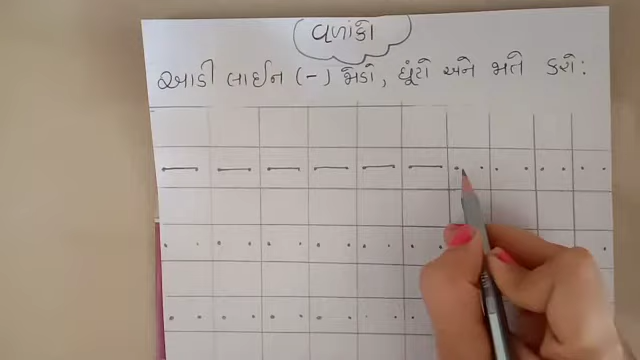 વળાંકો
આડી લાઈન (-) જોડો, ઘૂંટો અને જાતે કરો: